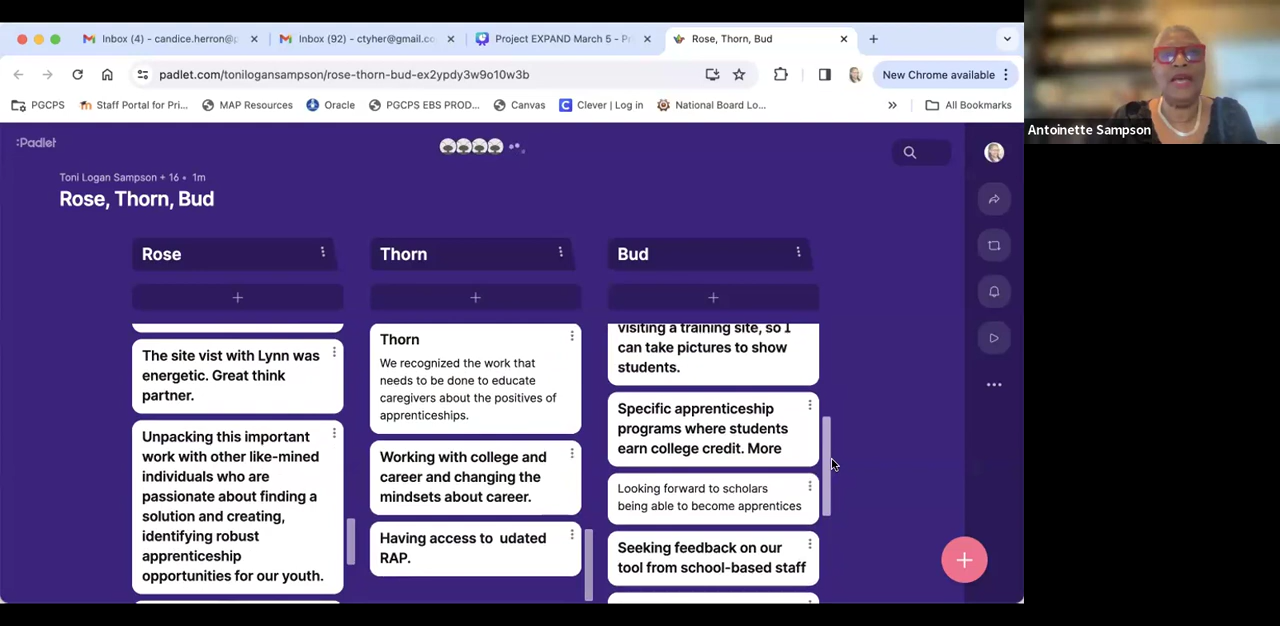 Inbox (4) - candice.herron@p
Inbox (92) - ctyher@gmail.co
Project EXPAND March 5 - Pr
Rose, Thorn, Bud
padlet.com/tonilogansampson/rose-thorn-bud-ex2ypdy3w9o10w3b
New Chrome available
PGCPS
Staff Portal for Pri...
MAP Resources
Oracle
PGCPS EBS PROD...
Canvas
Clever | Log in
National Board Lo...
All Bookmarks
Antoinette Sampson
:Padlet
Toni Logan Sampson + 16 • 1m
Rose, Thorn, Bud
Rose
The site vist with Lynn was
energetic. Great think
partner.
Unpacking this important
work with other like-mined
individuals who are
passionate about finding a
solution and creating,
identifying robust
apprenticeship
opportunities for our youth.
Thorn
Thorn
We recognized the work that
needs to be done to educate
caregivers about the positives of
apprenticeships.
Working with college and
career and changing the
mindsets about career.
Having access to udated
RAP.
Bud
visiting a training site, so I
can take pictures to show
students.
Specific apprenticeship
programs where students
earn college credit. More
Looking forward to scholars
being able to become apprentices
Seeking feedback on our
tool from school-based staff